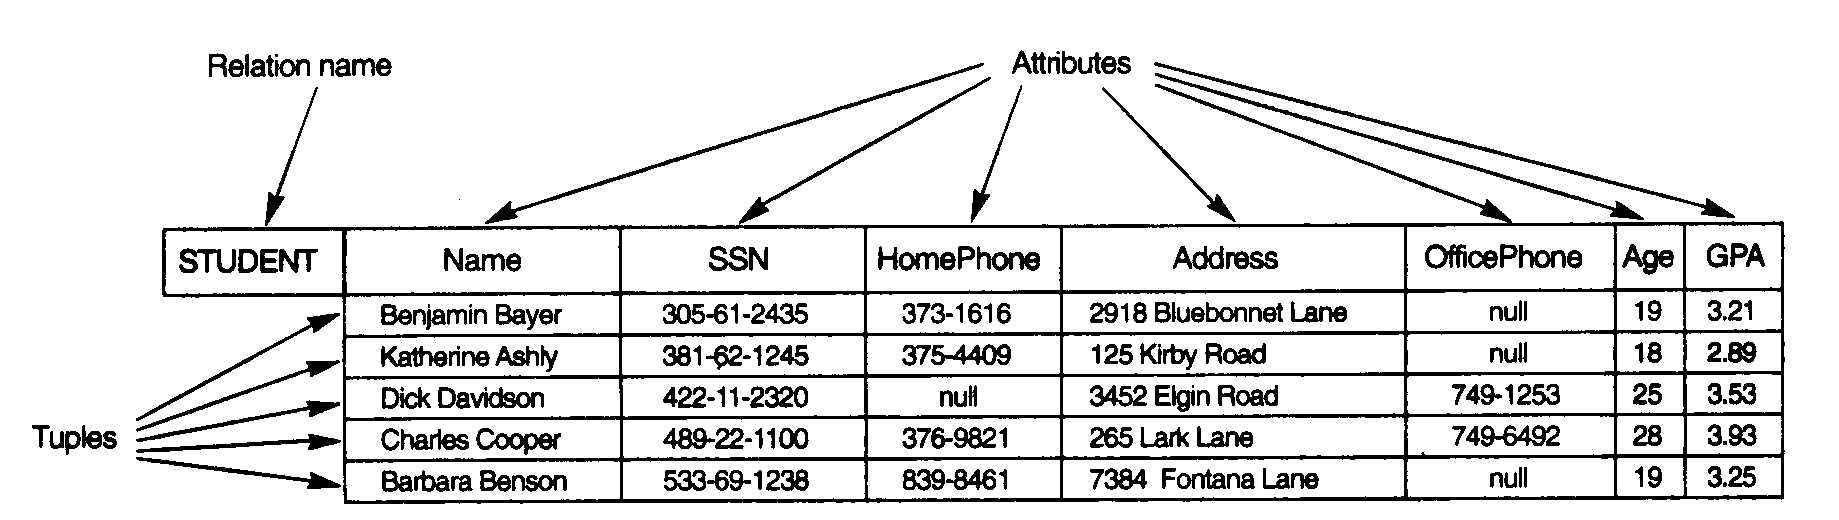 Relation name
Attributes
STUDENT Name SSN HomePhone Address OfficePhone Age GPA
Benjamin Bayer 305-61-2435 373-1616 2918 Bluebonnet Lane null 19 3.21
Katherine Ashly 381-62-1245 375-4409 125 Kirby Road null 18 2.89
Dick Davidson 422-11-2320 null 3452 Elgin Road 749-1253 25 3.53
Tuples
Charles Cooper 489-22-1100 376-9821 265 Lark Lane 749-6492 28 3.93
Barbara Benson 533-69-1238 839-8461 7384 Fontana Lane null 19 3.25